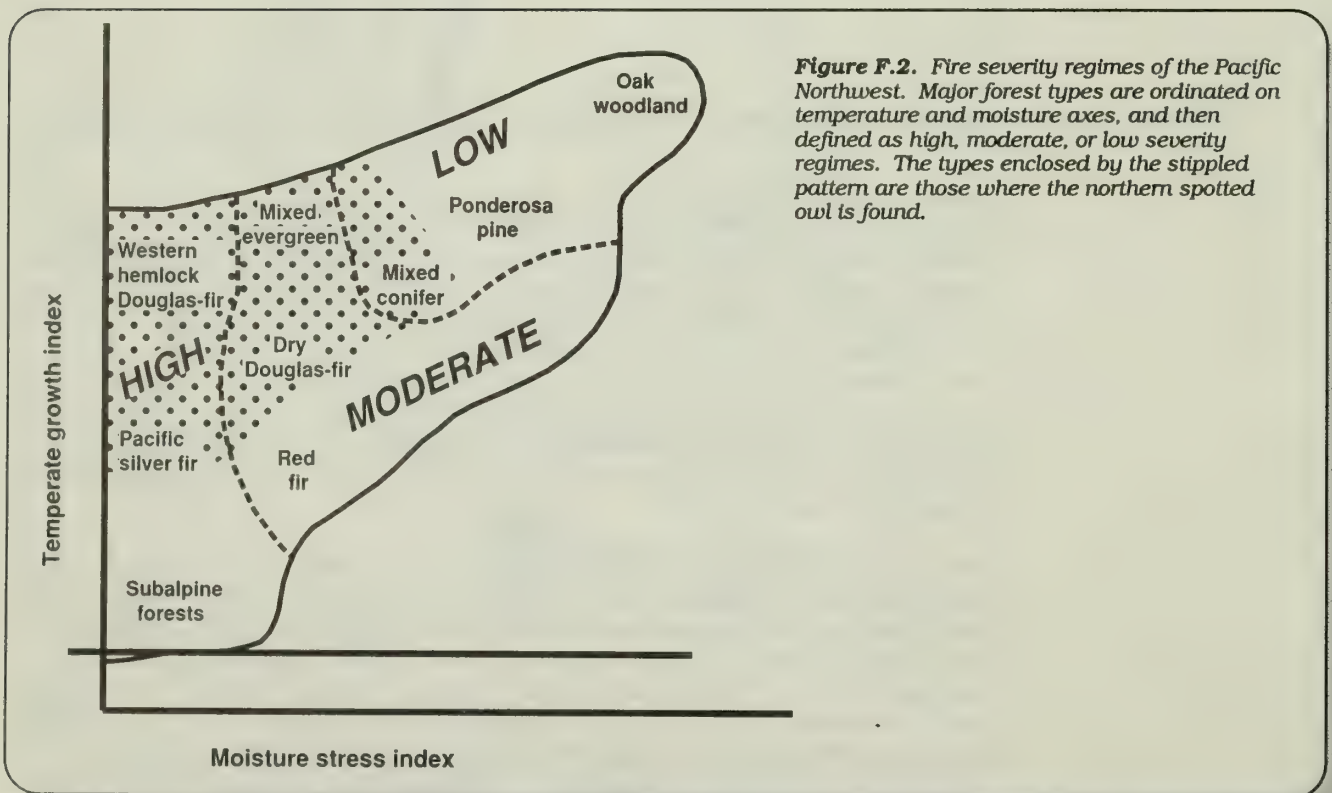 Figure F.2. Fire severity regimes of the Pacific
Northwest. Major forest types are ordinated on
temperature and moisture axes, and then
defined as high, moderate, or low severity
regimes. The types enclosed by the stippled
pattern are those where the northern spotted
owl is found.
Oak
woodland
LOW
Ponderosa
pine
Mixed
evergreen
Western
hemlock
Douglas-fir
Mixed
conifer
HIGH
Dry
Douglas-fir
MODERATE
Pacific
silver fir
Red
fir
Subalpine
forests
Temperate growth index
Moisture stress index